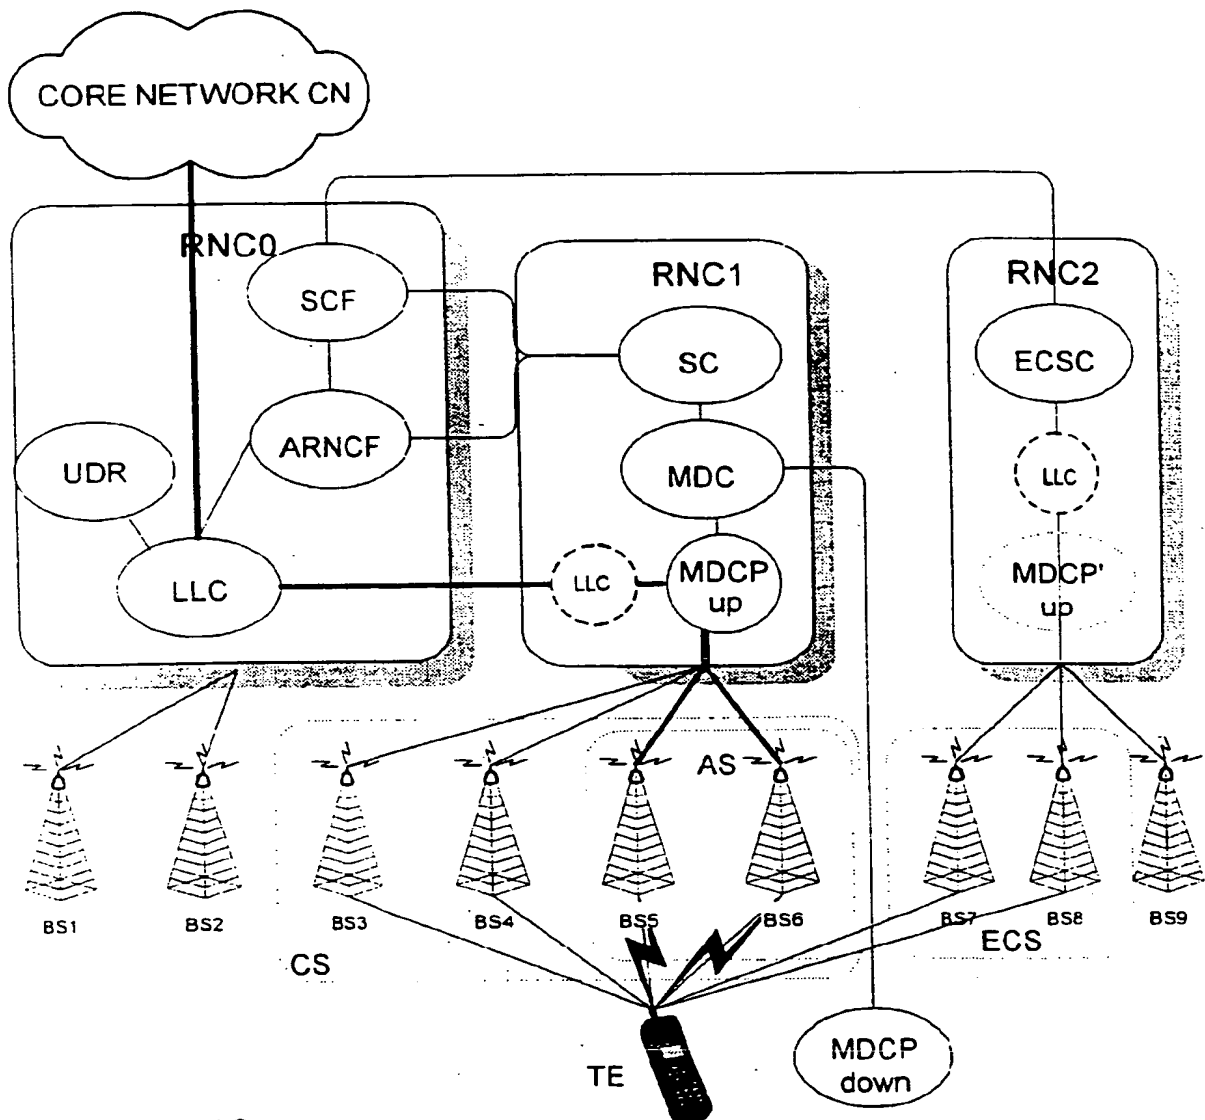 CORE NETWORK CN
RNC0
RNC1
RNC2
SCF
SC
ECSC
ARNCF
UDR
MDC
LLC
LLC
LLC
MDCP
up
MDCP'
up
AS
BS1
BS2
BS3
BS4
BS5
BS6
BS7
BS8
BS9
CS
ECS
TE
MDCP
down